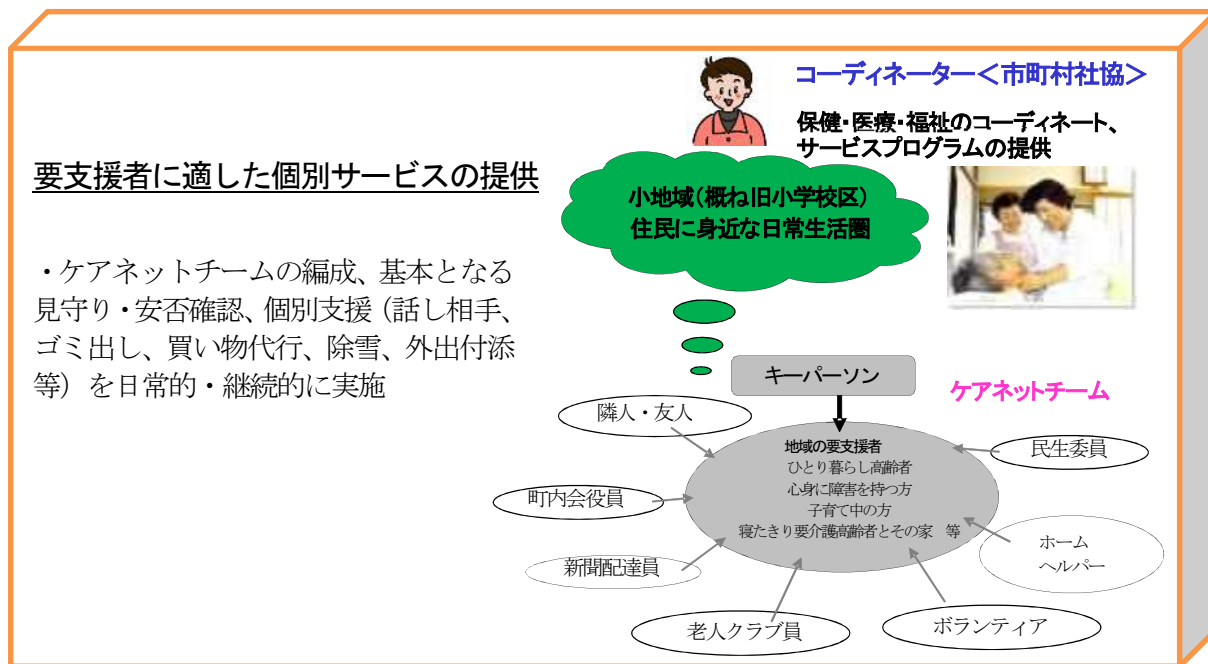 コーディネーター<市町村社協>
保健・医療・福祉のコーディネート、
サービスプログラムの提供
要支援者に適した個別サービスの提供
小地域(概ね旧小学校区)
住民に身近な日常生活圏
・ケアネットチームの編成、基本となる
見守り・安否確認、個別支援(話し相手、
ゴミ出し、買い物代行、除雪、外出付添
等)を日常的・継続的に実施
キーパーソン
ケアネットチーム
隣人・友人
民生委員
地域の要支援者
ひとり暮らし高齢者
心身に障害を持つ方
子育て中の方
寝たきり要介護高齢者とその家 等
町内会役員
新聞配達員
ホーム
ヘルパー
老人クラブ員
ボランティア